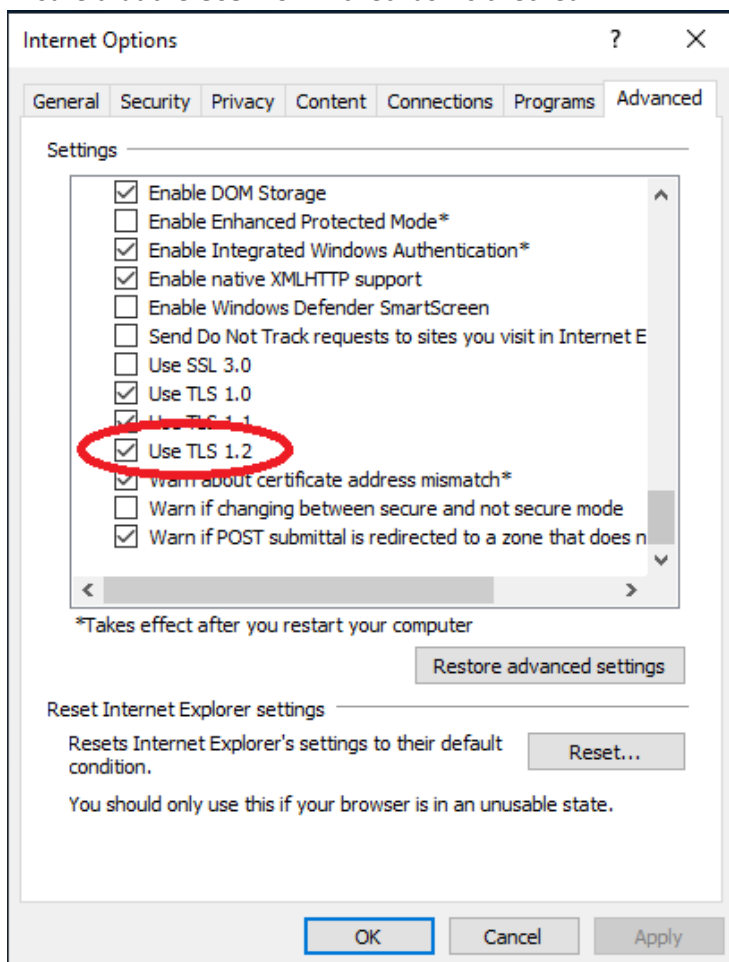 Internet Options
? X
General Security Privacy Content Connections Programs Advanced
Settings
Enable DOM Storage
Enable Enhanced Protected Mode*
Enable Integrated Windows Authentication*
Enable native XMLHTTP support
Enable Windows Defender SmartScreen
Send Do Not Track requests to sites you visit in Internet E
Use SSL 3.0
Use TLS 1.0
Use TLS 1.1
Use TLS 1.2
Warn about certificate address mismatch*
Warn if changing between secure and not secure mode
Warn if POST submittal is redirected to a zone that does n
*Takes effect after you restart your computer
Restore advanced settings
Reset Internet Explorer settings
Resets Internet Explorer's settings to their default
condition.
Reset...
You should only use this if your browser is in an unusable state.
OK Cancel Apply